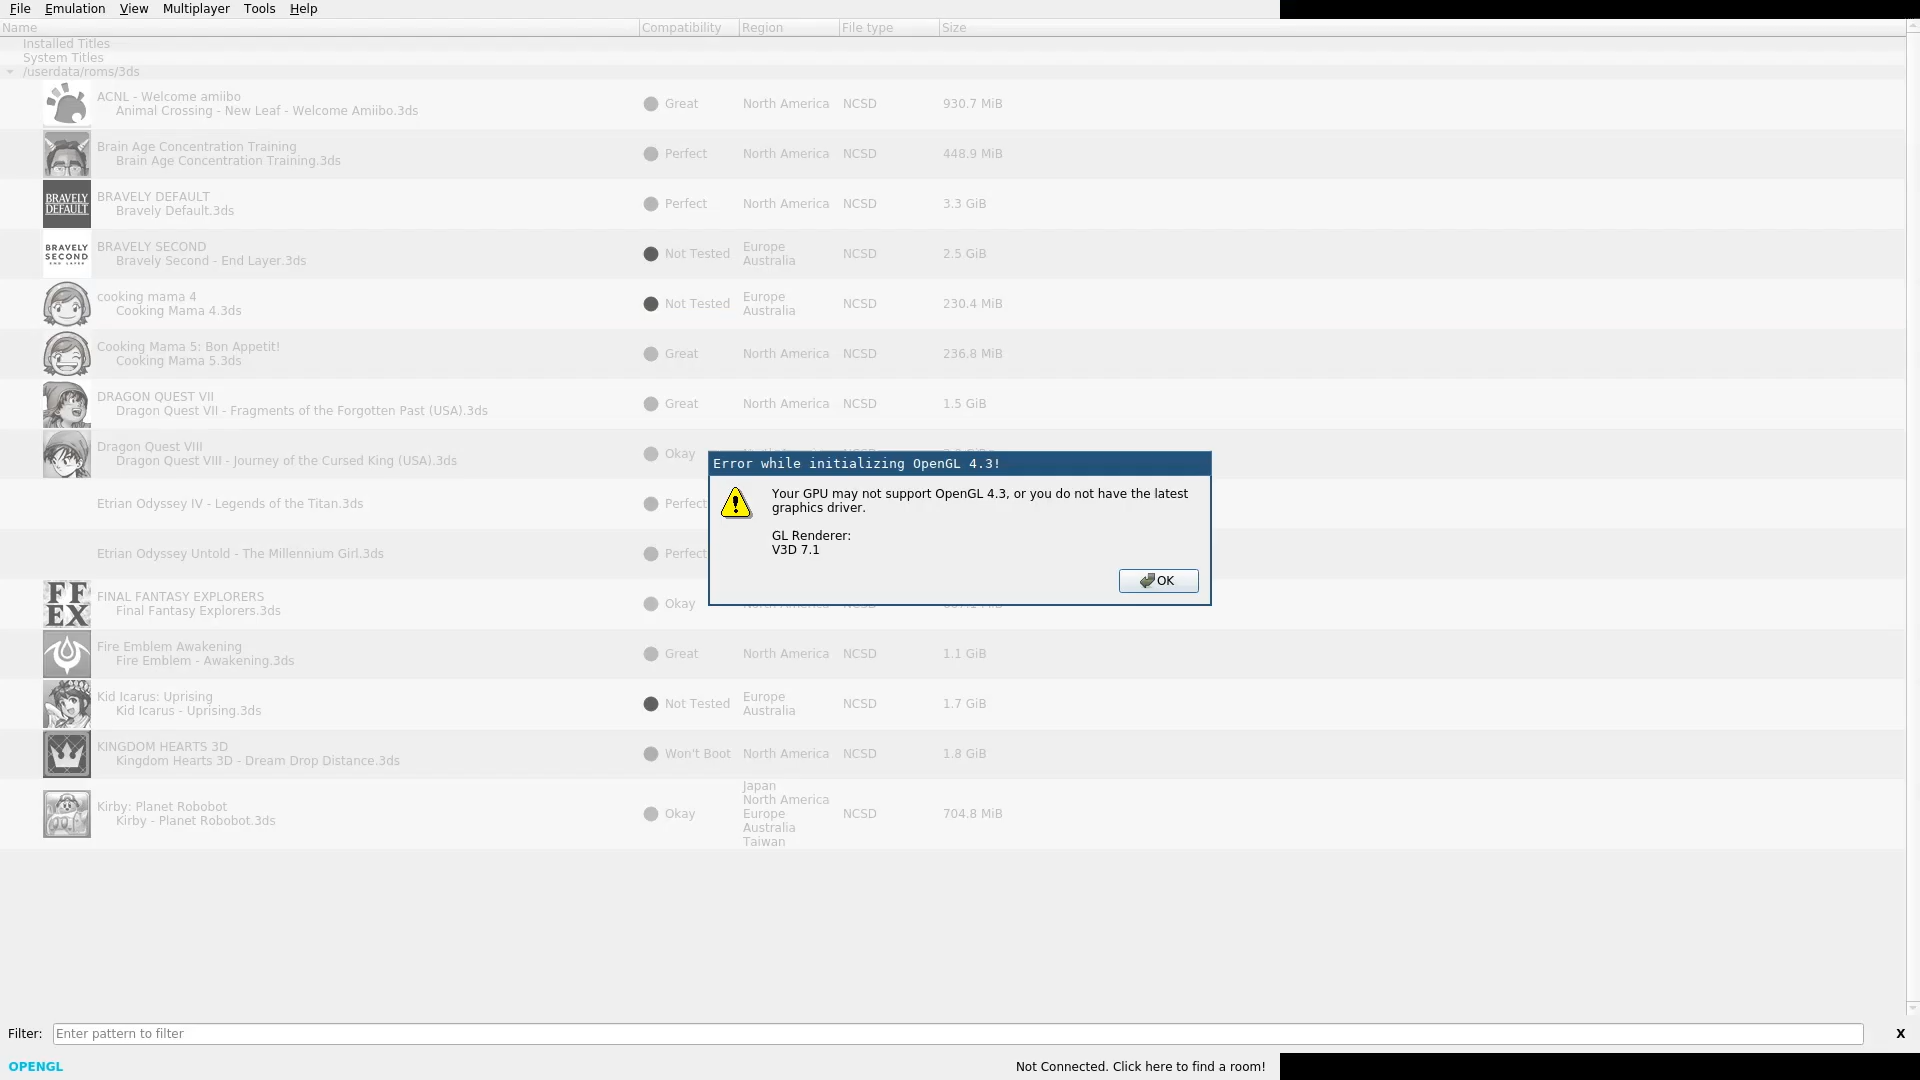 File Emulation View Multiplayer Tools Help
Name Compatibility Region File type Size
Installed Titles
System Titles
/userdata/roms/3ds
ACNL - Welcome amiibo
Animal Crossing - New Leaf - Welcome Amiibo.3ds
Great North America NCSD 930.7 MiB
Brain Age Concentration Training
Brain Age Concentration Training.3ds
Perfect North America NCSD 448.9 MiB
BRAVELY DEFAULT
BRAVELY DEFAULT
Bravely Default.3ds
Perfect North America NCSD 3.3 GiB
BRAVELY SECOND END LAYER
BRAVELY SECOND
Bravely Second - End Layer.3ds
Not Tested Europe Australia NCSD 2.5 GiB
cooking mama 4
Cooking Mama 4.3ds
Not Tested Europe Australia NCSD 230.4 MiB
Cooking Mama 5: Bon Appetit!
Cooking Mama 5.3ds
Great North America NCSD 236.8 MiB
DRAGON QUEST VII
Dragon Quest VII - Fragments of the Forgotten Past (USA).3ds
Great North America NCSD 1.5 GiB
Dragon Quest VIII
Dragon Quest VIII - Journey of the Cursed King (USA).3ds
Okay
Etrian Odyssey IV - Legends of the Titan.3ds
Perfect
Etrian Odyssey Untold - The Millennium Girl.3ds
Perfect
Error while initializing OpenGL 4.3!
Your GPU may not support OpenGL 4.3, or you do not have the latest
graphics driver.
GL Renderer:
V3D 7.1
OK
FF EX
FINAL FANTASY EXPLORERS
Final Fantasy Explorers.3ds
Okay
Fire Emblem Awakening
Fire Emblem - Awakening.3ds
Great North America NCSD 1.1 GiB
Kid Icarus: Uprising
Kid Icarus - Uprising.3ds
Not Tested Europe Australia NCSD 1.7 GiB
KINGDOM HEARTS 3D
Kingdom Hearts 3D - Dream Drop Distance.3ds
Won't Boot North America NCSD 1.8 GiB
Kirby: Planet Robobot
Kirby - Planet Robobot.3ds
Okay
Japan
North America
Europe
Australia
Taiwan
NCSD 704.8 MiB
Filter: Enter pattern to filter X
OPENGL Not Connected. Click here to find a room!